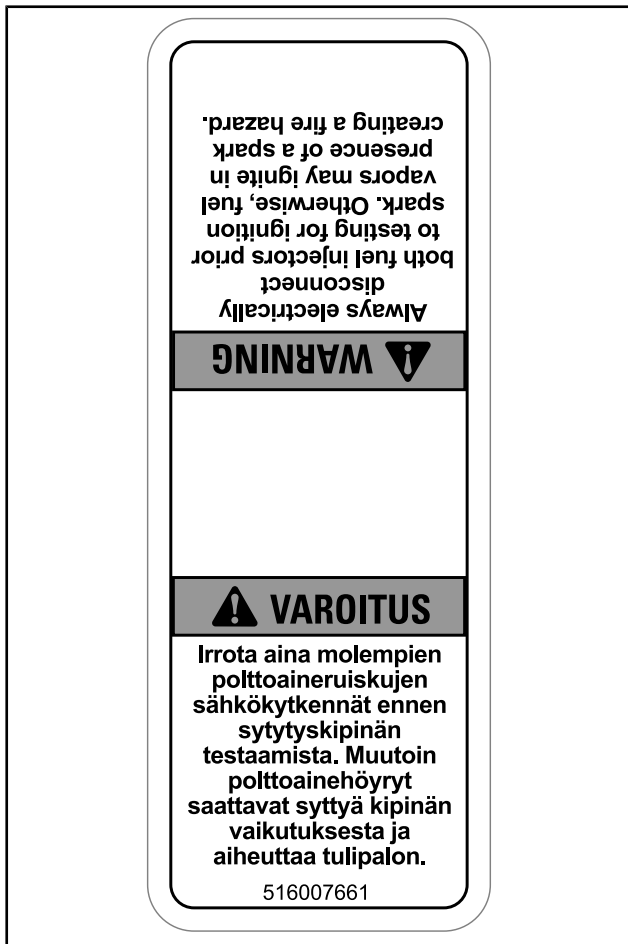 WARNING
Always electrically
disconnect
both fuel injectors prior
to testing for ignition
spark. Otherwise, fuel
vapors may ignite in
presence of a spark
creating a fire hazard.
VAROITUS
Irrota aina molempien
polttoaineruiskujen
sähkökytkennät ennen
sytytyskipinän
testaamista. Muutoin
polttoainehöyryt
saattavat syttyä kipinän
vaikutuksesta ja
aiheuttaa tulipalon.
516007661